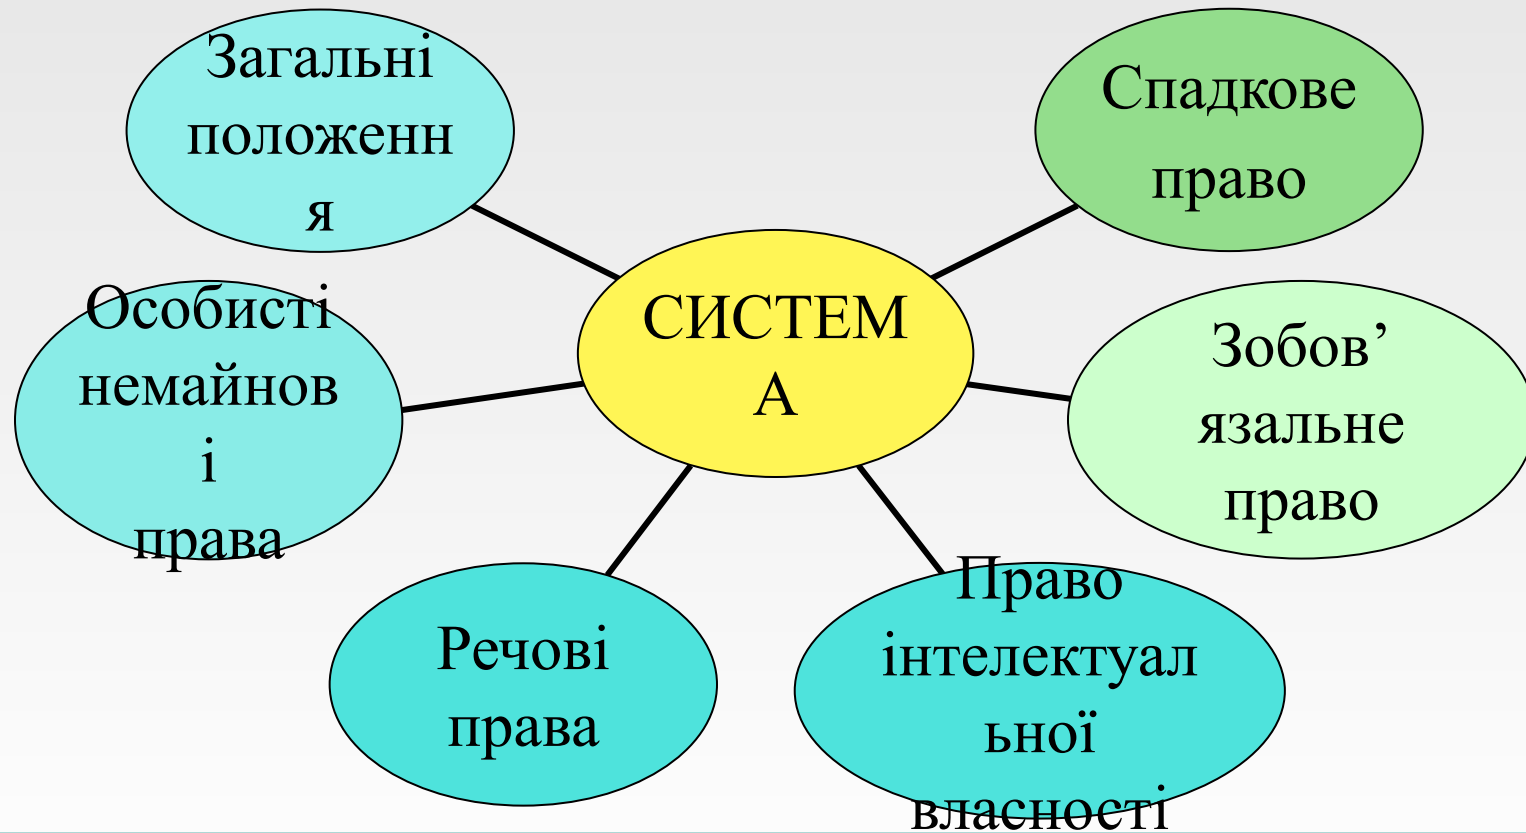 Загальні
положенн
я
Спадкове
право
СИСТЕМ
А
Особисті
немайнов
і
права
Зобов’
язальне
право
Речові
права
Право
інтелектуал
ьної
власності